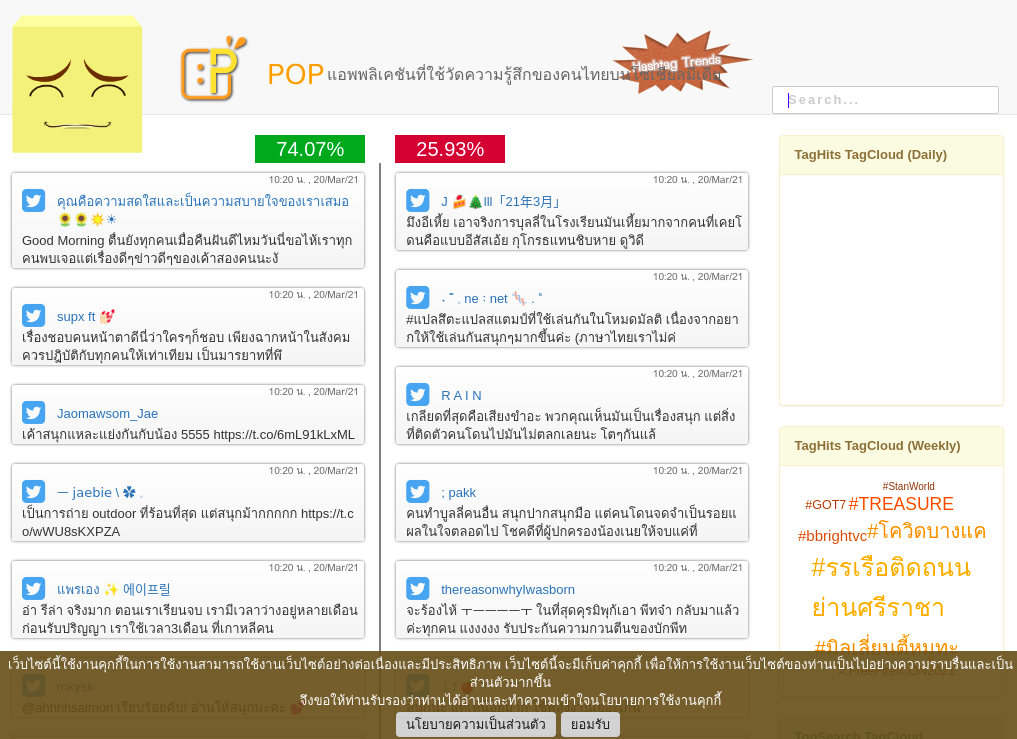 POP แอพพลิเคชันที่ใช้วัดความรู้สึกของคนไทยบนโซเชียลมีเดีย
Hashtag Trends
Search...
74.07%
10:20 น. , 20/Mar/21
คุณคือความสดใสและเป็นความสบายใจของเราเสมอ
🌻🌻☀️☀
Good Morning ตื่นยังทุกคนเมื่อคืนฝันดีไหมวันนี่ขอไห้เราทุก
คนพบเจอแต่เรื่องดีๆข่าวดีๆของเค้าสองคนนะงั
10:20 น. , 20/Mar/21
supx ft 💅🏻
เรื่องชอบคนหน้าตาดีนี่ว่าใครๆก็ชอบ เพียงฉากหน้าในสังคม
ควรปฎิบัติกับทุกคนให้เท่าเทียม เป็นมารยาทที่พึ
10:20 น. , 20/Mar/21
Jaomawsom_Jae
เค้าสนุกแหละแย่งกันกับน้อง 5555 https://t.co/6mL91kLxML
10:20 น. , 20/Mar/21
— jaebie \ ✽ 。
เป็นการถ่าย outdoor ที่ร้อนที่สุด แต่สนุกม้ากกกกก https://t.c
o/wWU8sKXPZA
10:20 น. , 20/Mar/21
แพรเอง ✨ 에이프릴
อ่า รีล่า จริงมาก ตอนเราเรียนจบ เรามีเวลาว่างอยู่หลายเดือน
ก่อนรับปริญญา เราใช้เวลา3เดือน ที่เกาหลีคน
mkysk
@ahhhhsalmon เรียบร้อยคับ! อ่านให้สนุกนะคะ
25.93%
10:20 น. , 20/Mar/21
J 🍰🎄lll「21年3月」
มึงอีเหี้ย เอาจริงการบุลลี่ในโรงเรียนมันเหี้ยมากจากคนที่เคยโ
ดนคือแบบอีสัสเอ้ย กุโกรธแทนชิบหาย ดูวิดี
10:20 น. , 20/Mar/21
ne : net 🧬
#แปลสึตะแปลสแตมป์ที่ใช้เล่นกันในโหมดมัลติ เนื่องจากอยา
กให้ใช้เล่นกันสนุกๆมากขึ้นค่ะ (ภาษาไทยเราไม่ค่
10:20 น. , 20/Mar/21
R A I N
เกลียดที่สุดคือเสียงขำอะ พวกคุณเห็นมันเป็นเรื่องสนุก แต่สิ่ง
ที่ติดตัวคนโดนไปมันไม่ตลกเลยนะ โตๆกันแล้
10:20 น. , 20/Mar/21
; pakk
คนทำบูลลี่คนอื่น สนุกปากสนุกมือ แต่คนโดนจดจำเป็นรอยแ
ผลในใจตลอดไป โชคดีที่ผู้ปกครองน้องเนยให้จบแค่ที่
10:20 น. , 20/Mar/21
thereasonwhyIwasborn
จะร้องไห้ ㅜㅡㅡㅡㅡㅜ ในที่สุดคุรมิพุก้เอา พีทจ๋า กลับมาแล้ว
ค่ะทุกคน แงงงงง รับประกันความกวนตีนของบักพีท
TagHits TagCloud (Daily)
TagHits TagCloud (Weekly)
#StanWorld
#GOT7 #TREASURE
#bbrightvc #โควิดบางแค
#รรเรือติดถนน
ย่านศรีราชา
#มิลเลี่ยนตี้หมูทะ
TopSearch TagCloud
เว็บไซต์นี้ใช้งานคุกกี้ในการใช้งานสามารถใช้งานเว็บไซต์อย่างต่อเนื่องและมีประสิทธิภาพ เว็บไซต์นี้จะมีเก็บค่าคุกกี้ เพื่อให้การใช้งานเว็บไซต์ของท่านเป็นไปอย่างความราบรื่นและเป็น
ส่วนตัวมากขึ้น
จึงขอให้ท่านรับรองว่าท่านได้อ่านและทำความเข้าใจนโยบายการใช้งานคุกกี้
นโยบายความเป็นส่วนตัว ยอมรับ